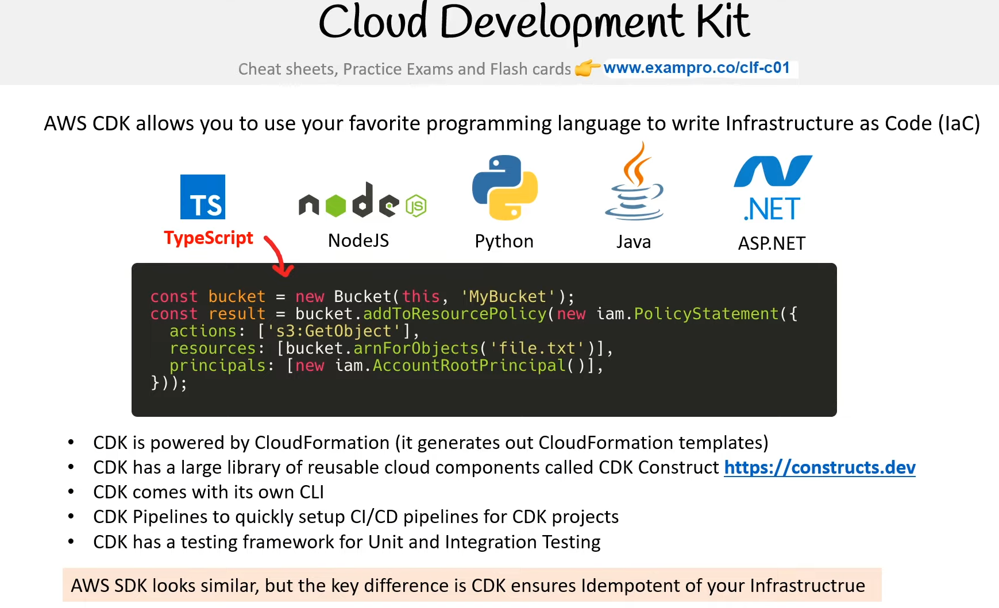 Cloud Development Kit
Cheat sheets, Practice Exams and Flash cards 👉 www.exampro.co/clf-c01
AWS CDK allows you to use your favorite programming language to write Infrastructure as Code (IaC)
TS
node JS
.NET
TypeScript
NodeJS
Python
Java
ASP.NET
const bucket = new Bucket(this, 'MyBucket');
const result = bucket.addToResourcePolicy(new iam.PolicyStatement({
  actions: ['s3:GetObject'],
  resources: [bucket.arnForObjects('file.txt')],
  principals: [new iam.AccountRootPrincipal()],
}));
• CDK is powered by CloudFormation (it generates out CloudFormation templates)
• CDK has a large library of reusable cloud components called CDK Construct https://constructs.dev
• CDK comes with its own CLI
• CDK Pipelines to quickly setup CI/CD pipelines for CDK projects
• CDK has a testing framework for Unit and Integration Testing
AWS SDK looks similar, but the key difference is CDK ensures Idempotent of your Infrastructrue